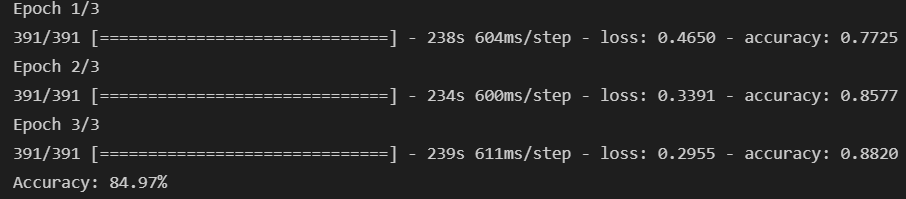 Epoch 1/3
391/391 [==============================] - 238s 604ms/step - loss: 0.4650 - accuracy: 0.7725
Epoch 2/3
391/391 [==============================] - 234s 600ms/step - loss: 0.3391 - accuracy: 0.8577
Epoch 3/3
391/391 [==============================] - 239s 611ms/step - loss: 0.2955 - accuracy: 0.8820
Accuracy: 84.97%